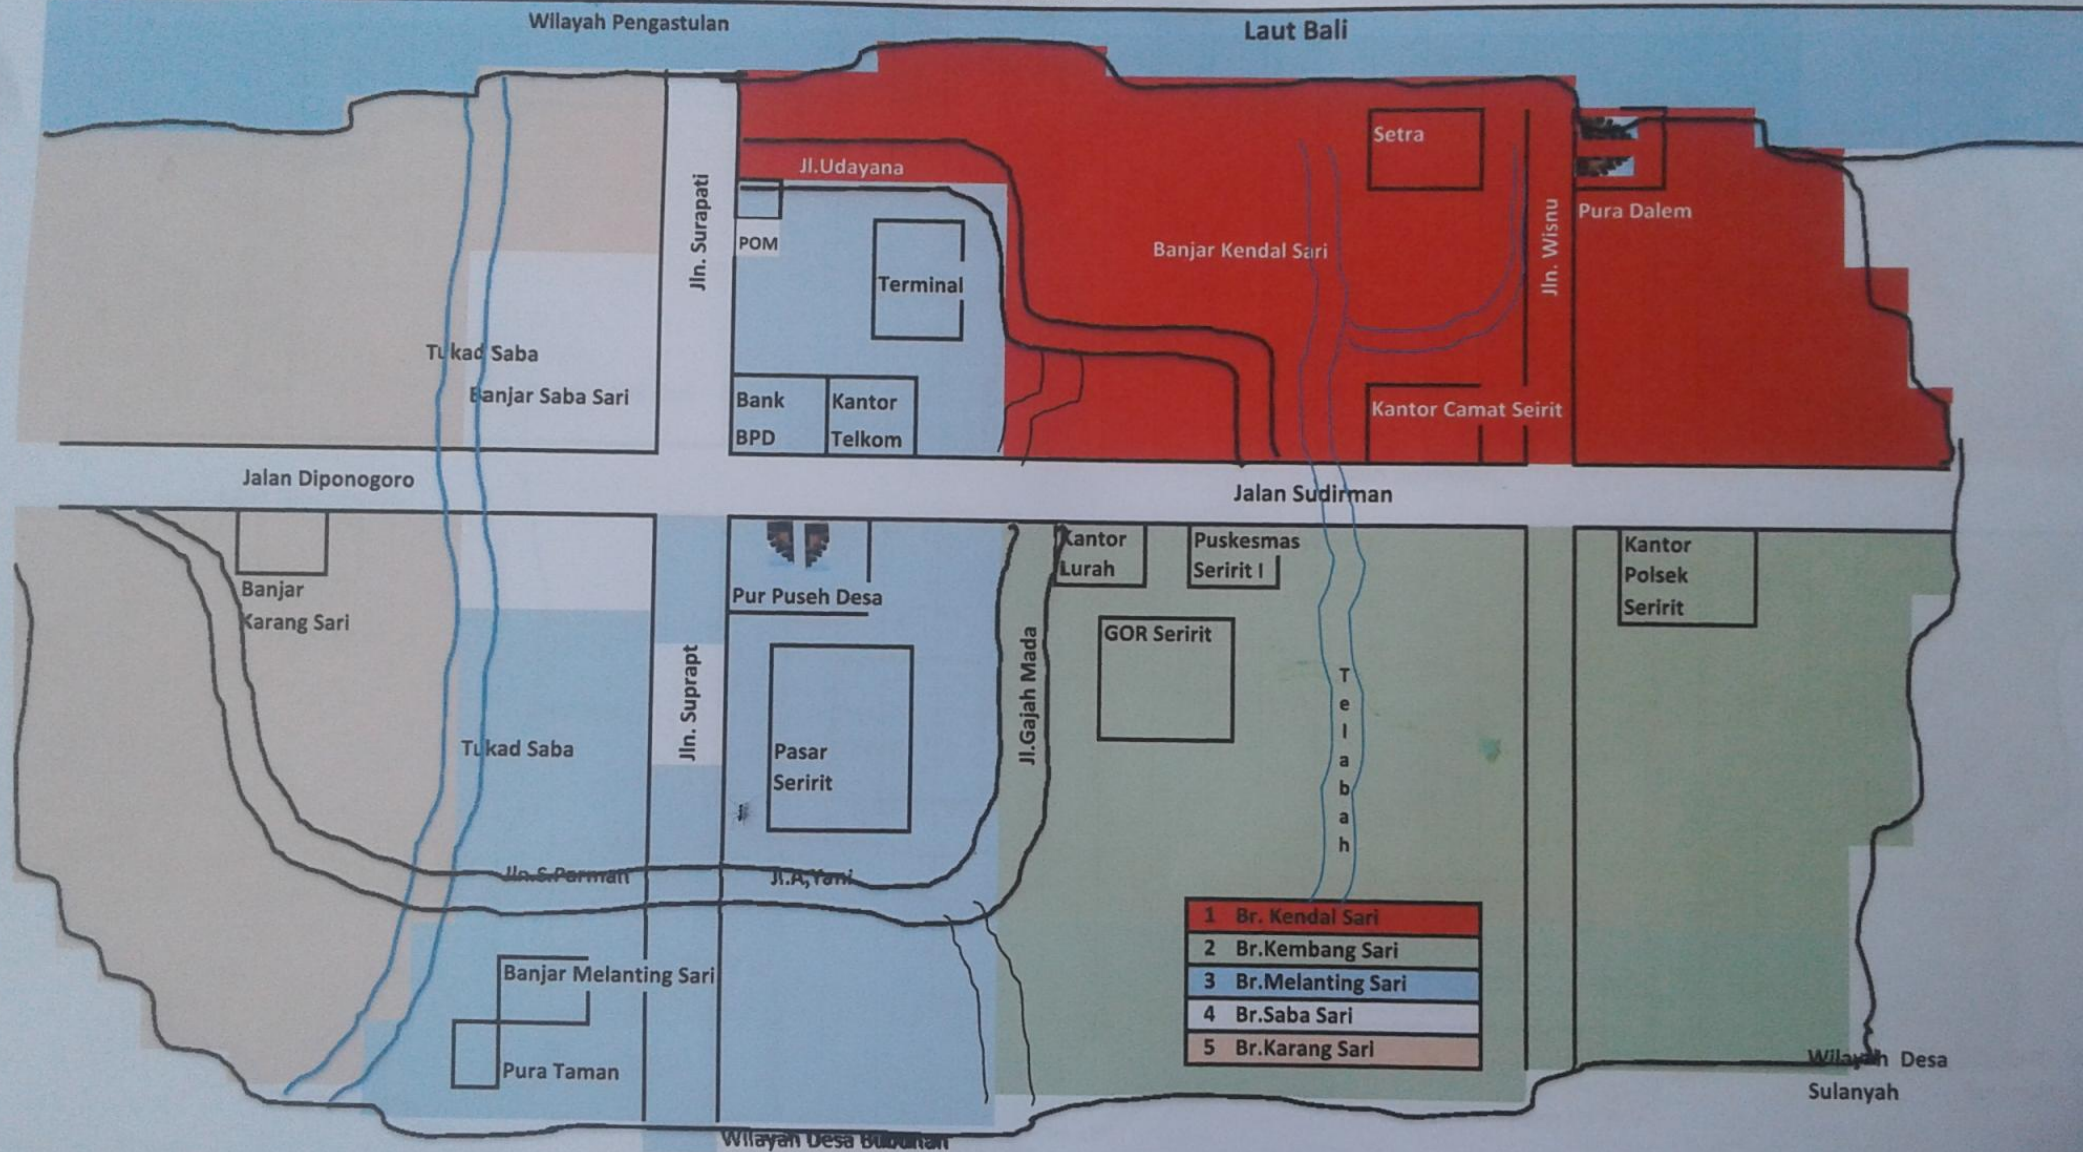 Wilayah Pengastulan
Laut Bali
Setra
Jl.Udayana
Jln. Surapati
Jln. Wisnu
Pura Dalem
POM
Banjar Kendal Sari
Terminal
Tukad Saba
Banjar Saba Sari
Bank
BPD
Kantor
Telkom
Kantor Camat Seirit
Jalan Diponogoro
Jalan Sudirman
Banjar
Karang Sari
Pur Puseh Desa
Kantor
Lurah
Puskesmas
Seririt I
Kantor
Polsek
Seririt
GOR Seririt
Jln. Suprapt
Jl.Gajah Mada
Telabah
Tukad Saba
Pasar
Seririt
Jln.S.Parman
Jl.A,Yani
1 Br. Kendal Sari
2 Br.Kembang Sari
3 Br.Melanting Sari
4 Br.Saba Sari
5 Br.Karang Sari
Banjar Melanting Sari
Pura Taman
Wilayah Desa
Sulanyah
Wilayah Desa Bubunan